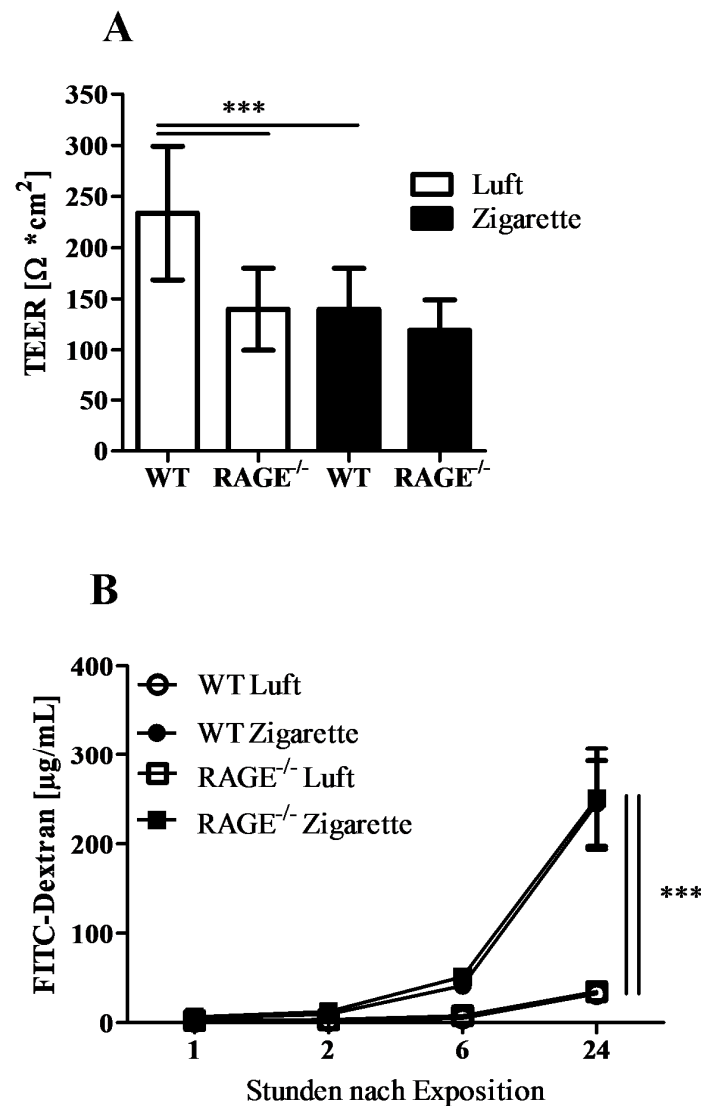 A
350
300
250
200
150
100
50
0
TEER [Ω *cm²]
***
Luft
Zigarette
WT RAGE⁻/⁻ WT RAGE⁻/⁻
B
400
300
200
100
0
FITC-Dextran [µg/mL]
WT Luft
WT Zigarette
RAGE⁻/⁻ Luft
RAGE⁻/⁻ Zigarette
***
1 2 6 24
Stunden nach Exposition